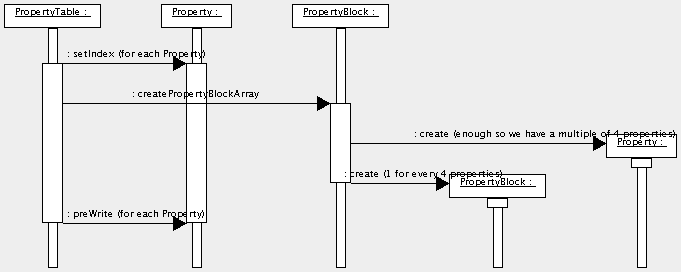 PropertyTable :
Property :
PropertyBlock :
: setIndex (for each Property)
: createPropertyBlockArray
: create (enough so we have a multiple of 4 properties)
Property :
: create (1 for every 4 properties)
PropertyBlock :
: preWrite (for each Property)